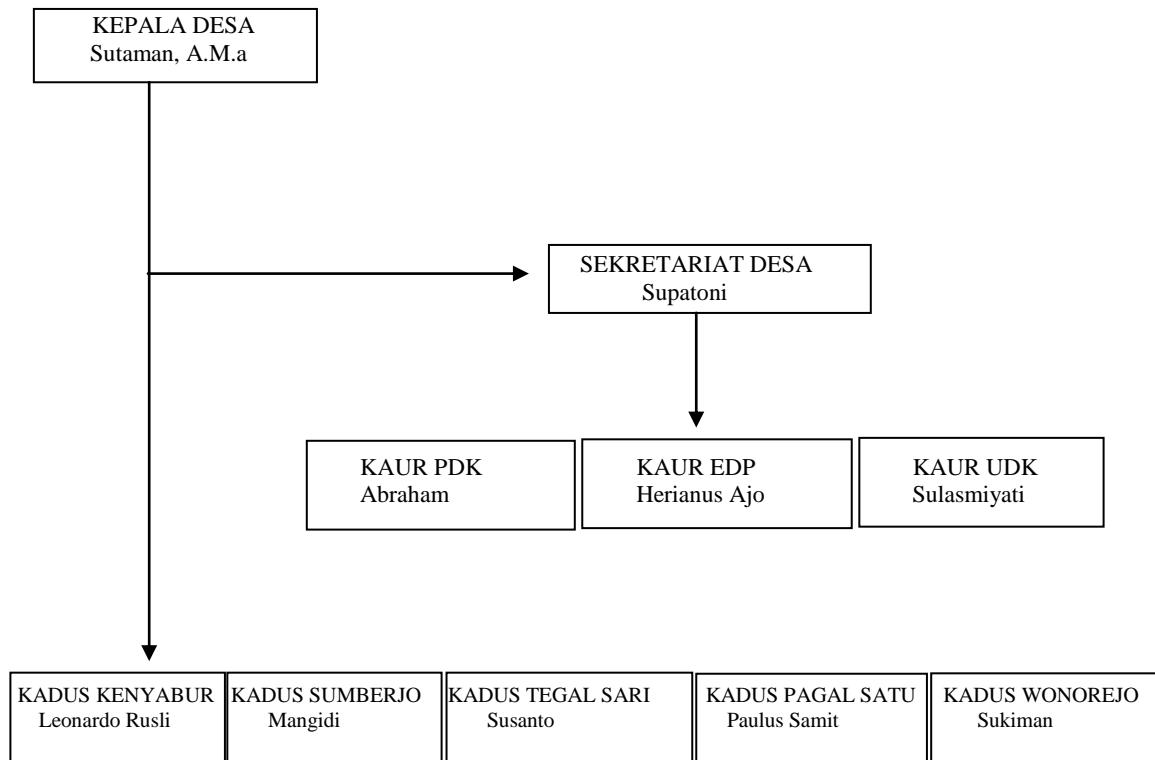 KEPALA DESA
Sutaman, A.M.a
SEKRETARIAT DESA
Supatoni
KAUR PDK
Abraham
KAUR EDP
Herianus Ajo
KAUR UDK
Sulasmiyati
KADUS KENYABUR
Leonardo Rusli
KADUS SUMBERJO
Mangidi
KADUS TEGAL SARI
Susanto
KADUS PAGAL SATU
Paulus Samit
KADUS WONOREJO
Sukiman